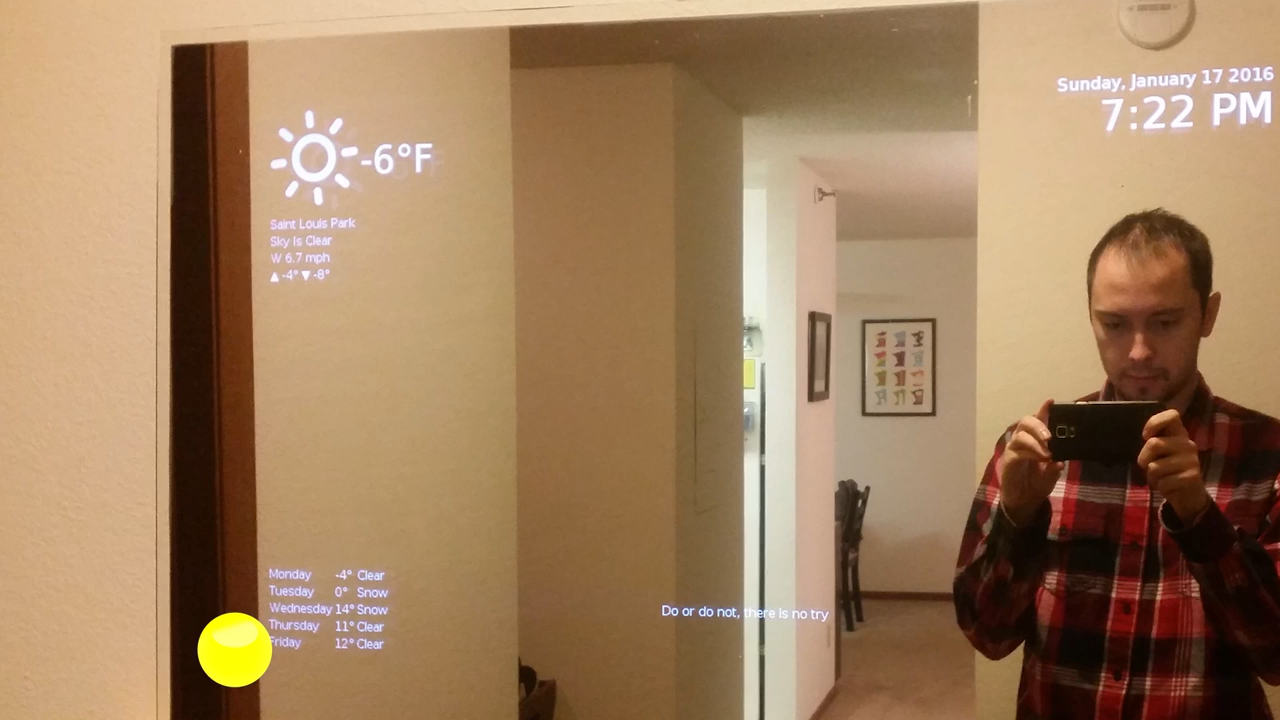 Sunday, January 17 2016
7:22 PM
-6°F
Saint Louis Park
Sky Is Clear
W 6.7 mph
▲-4°▼-8°
Monday -4° Clear
Tuesday 0° Snow
Wednesday 14° Snow
Thursday 11° Clear
Friday 12° Clear
Do or do not, there is no try